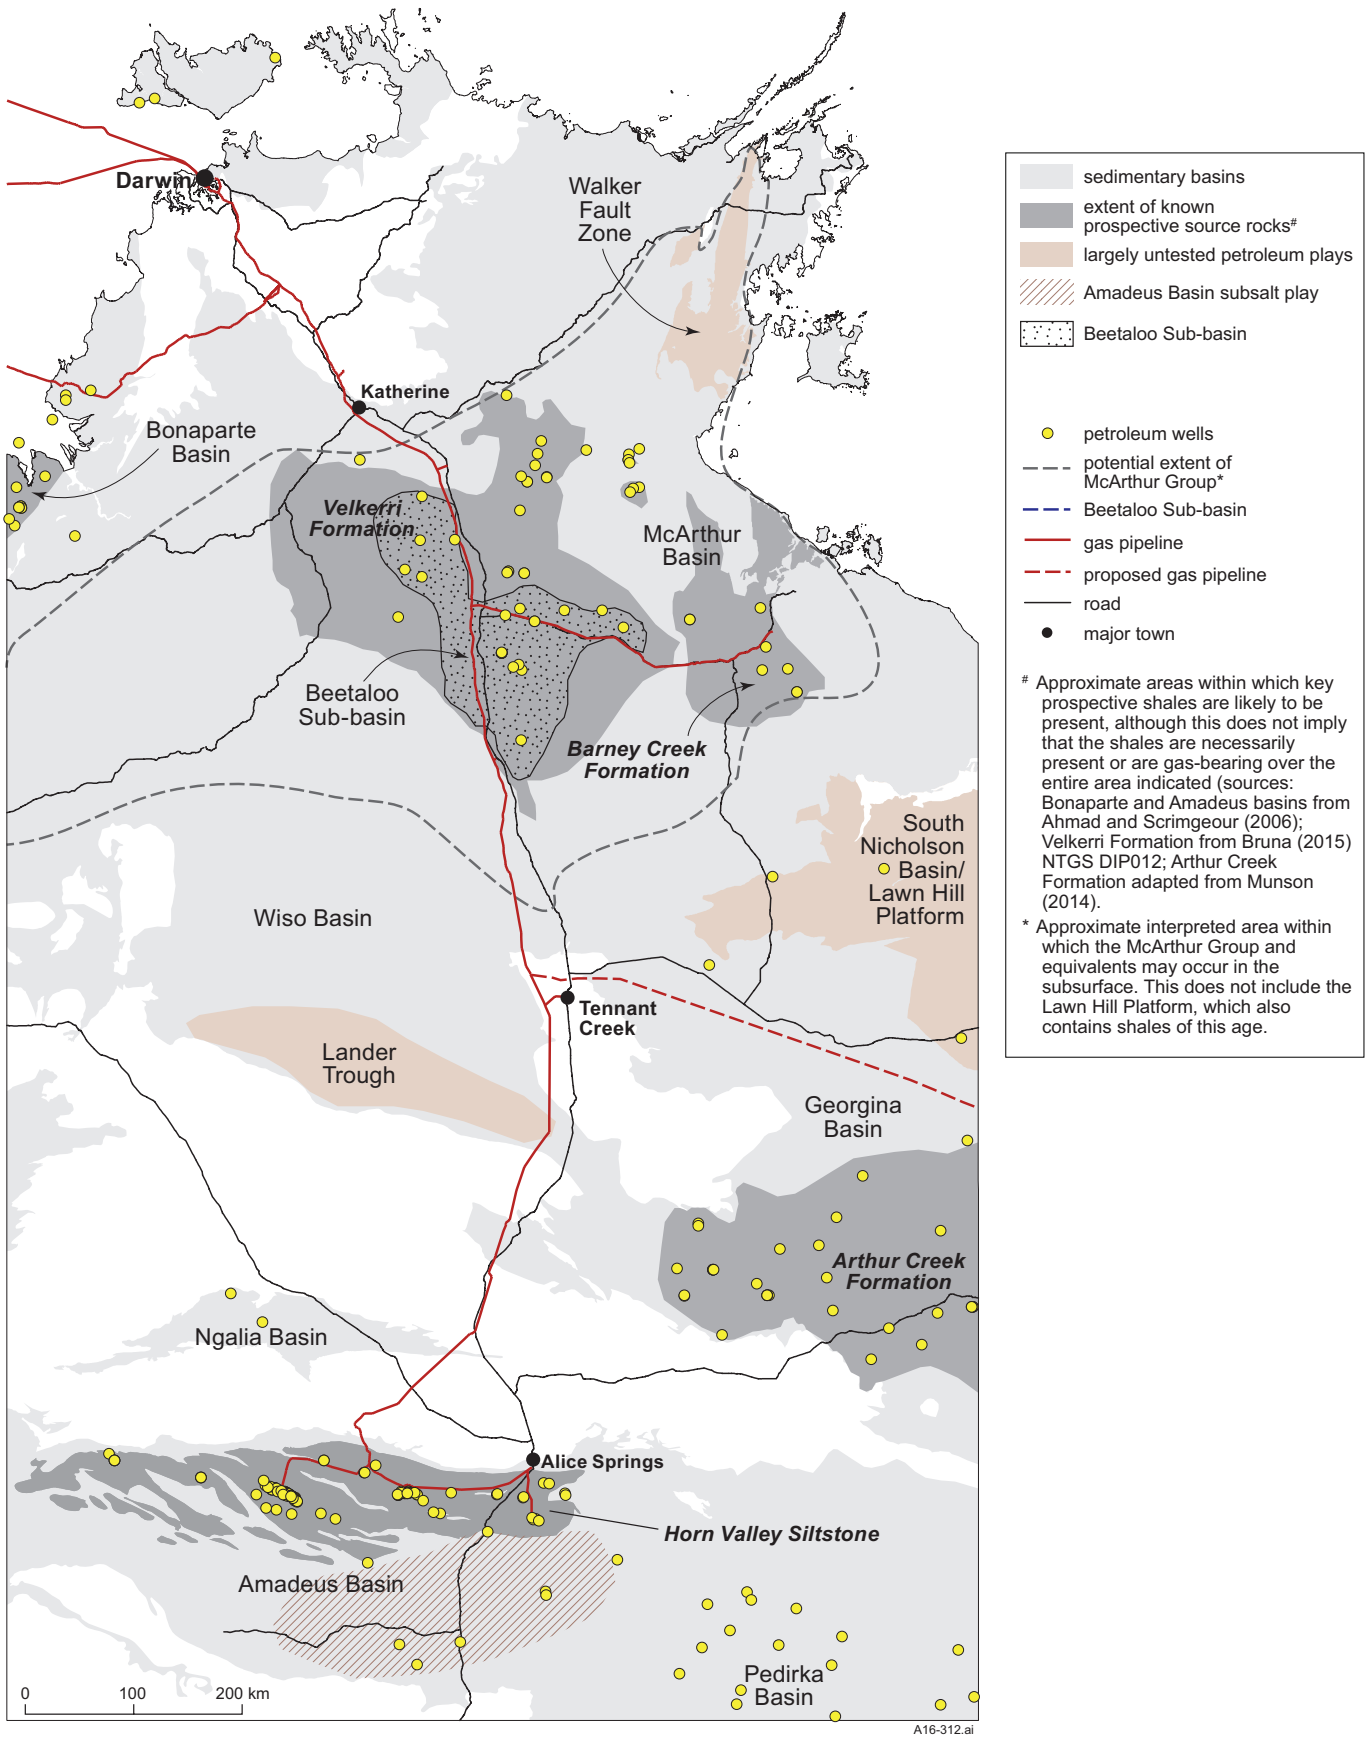 Darwin
Walker
Fault
Zone
Katherine
Bonaparte
Basin
Velkerri
Formation
McArthur
Basin
Beetaloo
Sub-basin
Barney Creek
Formation
South
Nicholson
Basin/
Lawn Hill
Platform
Wiso Basin
Tennant
Creek
Lander
Trough
Georgina
Basin
Arthur Creek
Formation
Ngalia Basin
Alice Springs
Horn Valley Siltstone
Amadeus Basin
Pedirka
Basin
0 100 200 km
A16-312.ai
sedimentary basins
extent of known
prospective source rocks#
largely untested petroleum plays
Amadeus Basin subsalt play
Beetaloo Sub-basin
petroleum wells
potential extent of
McArthur Group*
Beetaloo Sub-basin
gas pipeline
proposed gas pipeline
road
major town
# Approximate areas within which key
prospective shales are likely to be
present, although this does not imply
that the shales are necessarily
present or are gas-bearing over the
entire area indicated (sources:
Bonaparte and Amadeus basins from
Ahmad and Scrimgeour (2006);
Velkerri Formation from Bruna (2015)
NTGS DIP012; Arthur Creek
Formation adapted from Munson
(2014).
* Approximate interpreted area within
which the McArthur Group and
equivalents may occur in the
subsurface. This does not include the
Lawn Hill Platform, which also
contains shales of this age.